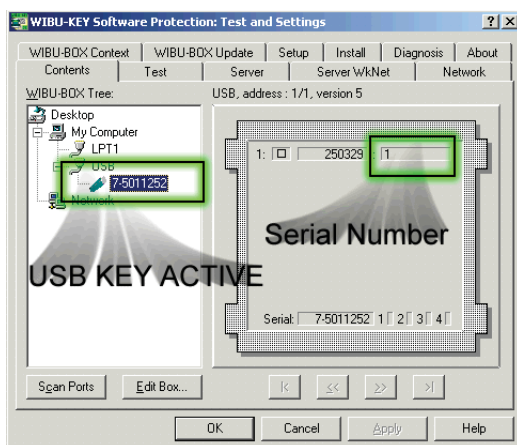 WIBU-KEY Software Protection: Test and Settings
WIBU-BOX Context WIBU-BOX Update Setup Install Diagnosis About
Contents Test Server Server WkNet Network
WIBU-BOX Tree: USB, address : 1/1, version 5
Desktop
My Computer
LPT1
USB
7-5011252
Network
1: 250329 : 1
Serial Number
USB KEY ACTIVE
Serial: 7-5011252 1 2 3 4
Scan Ports Edit Box... |< << >> >|
OK Cancel Apply Help